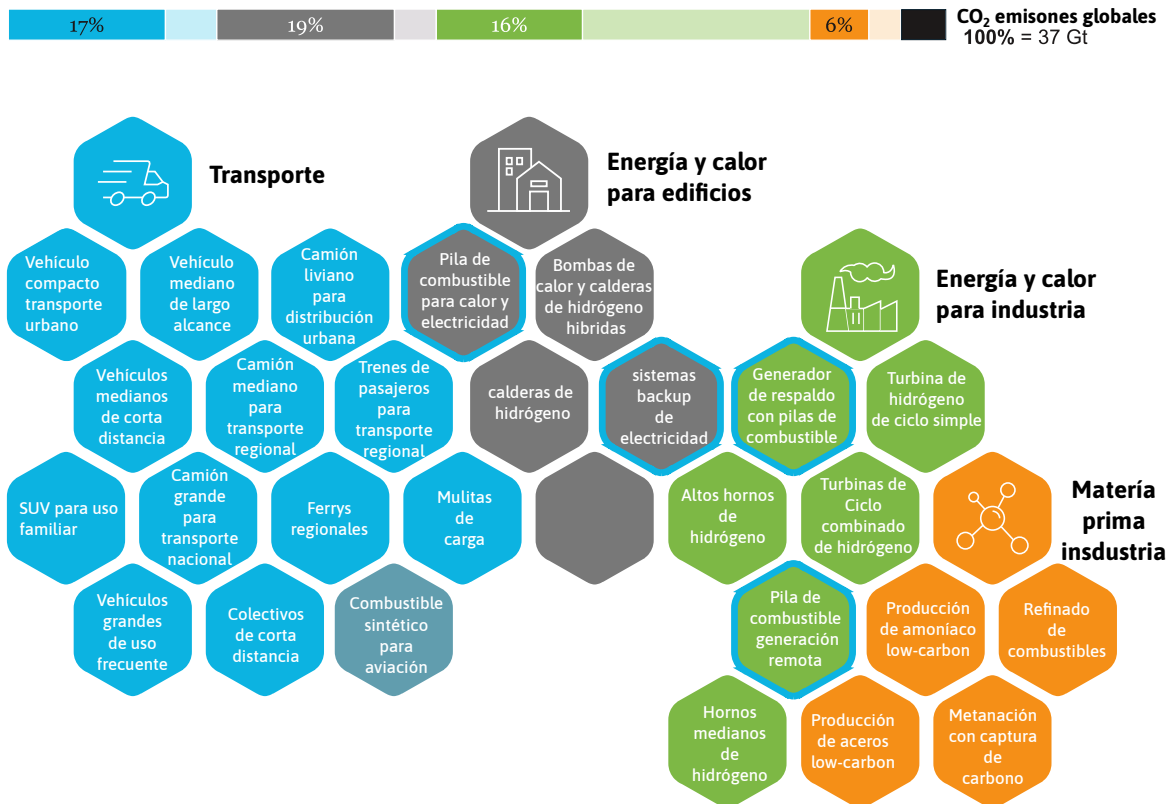 17%
19%
16%
6%
CO₂ emisones globales
100% = 37 Gt
Transporte
Energía y calor
para edificios
Vehículo
compacto
transporte
urbano
Vehículo
mediano
de largo
alcance
Camión
liviano
para
distribución
urbana
Pila de
combustible
para calor y
electricidad
Bombas de
calor y calderas
de hidrógeno
hibridas
Energía y calor
para industria
Vehículos
medianos
de corta
distancia
Camión
mediano
para
transporte
regional
Trenes de
pasajeros
para
transporte
regional
calderas de
hidrógeno
sistemas
backup
de
electricidad
Generador
de respaldo
con pilas de
combustible
Turbina de
hidrógeno
de ciclo simple
SUV para uso
familiar
Camión
grande
para
transporte
nacional
Ferrys
regionales
Mulitas
de
carga
Altos hornos
de
hidrógeno
Turbinas de
Ciclo
combinado
de hidrógeno
Matería
prima
insdustria
Vehículos
grandes
de uso
frecuente
Colectivos
de corta
distancia
Combustible
sintético
para
aviación
Pila de
combustible
generación
remota
Producción
de amoníaco
low-carbon
Refinado
de
combustibles
Hornos
medianos
de
hidrógeno
Producción
de aceros
low-carbon
Metanación
con captura
de
carbono